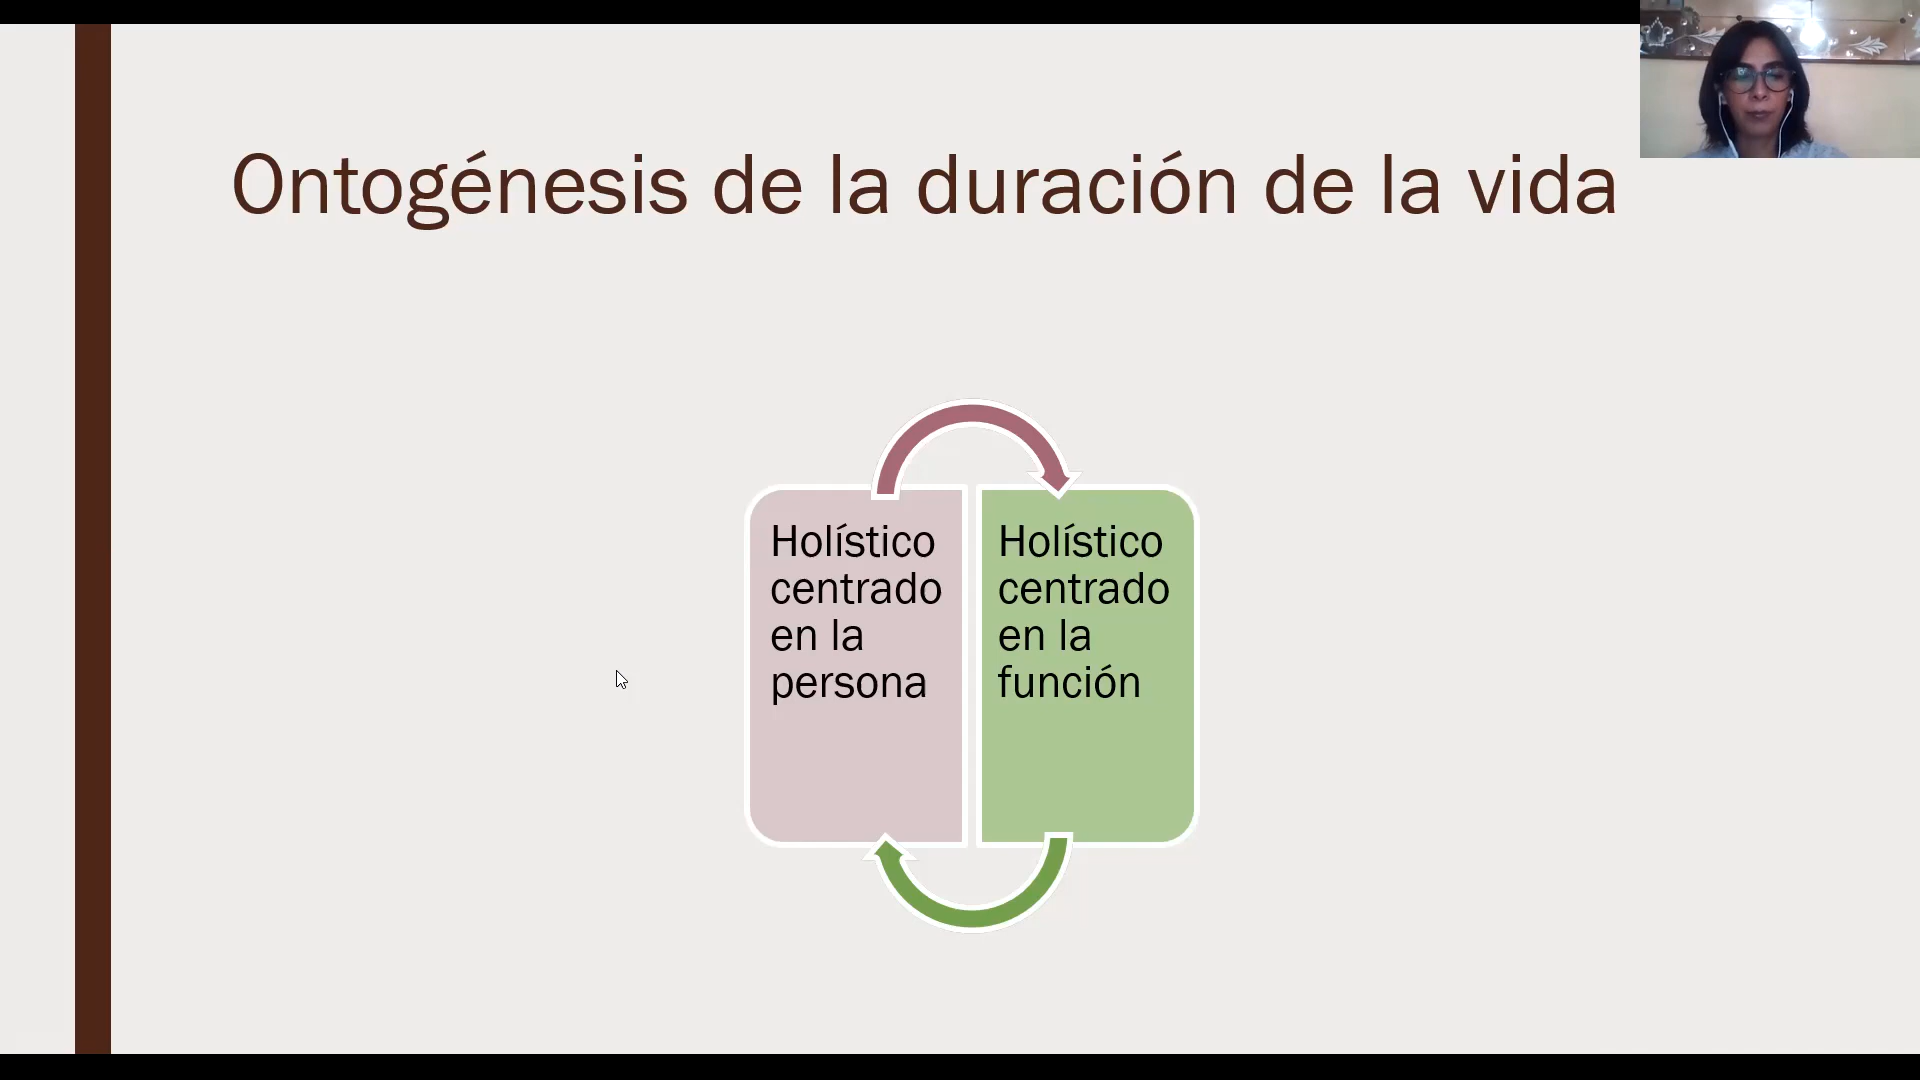 Ontogénesis de la duración de la vida
Holístico
centrado
en la
persona
Holístico
centrado
en la
función